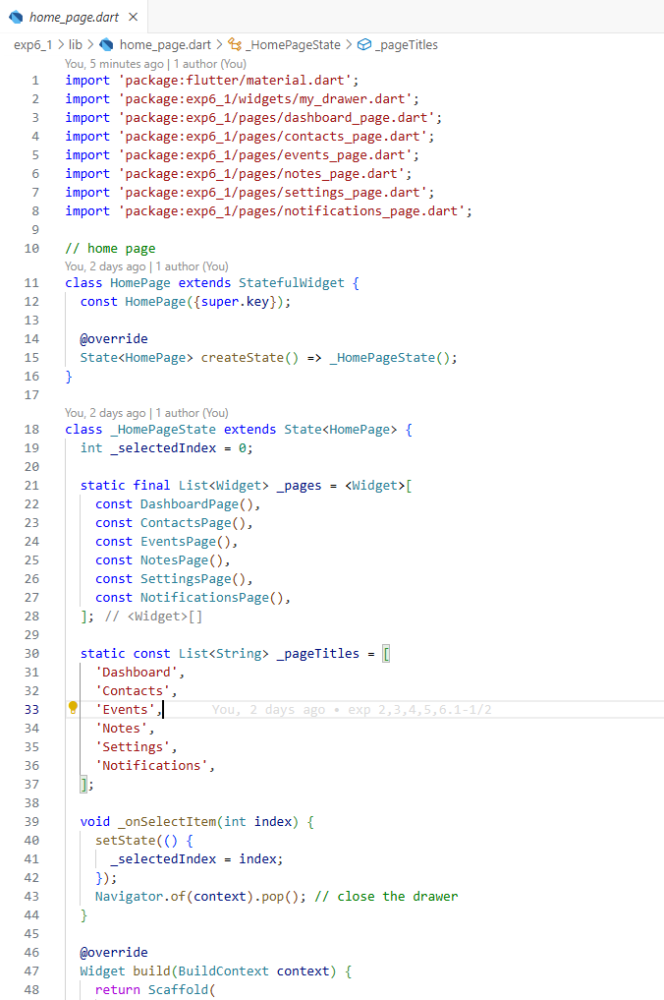 home_page.dart ×
exp6_1 > lib > home_page.dart > _HomePageState > _pageTitles
You, 5 minutes ago | 1 author (You)
1 import 'package:flutter/material.dart';
2 import 'package:exp6_1/widgets/my_drawer.dart';
3 import 'package:exp6_1/pages/dashboard_page.dart';
4 import 'package:exp6_1/pages/contacts_page.dart';
5 import 'package:exp6_1/pages/events_page.dart';
6 import 'package:exp6_1/pages/notes_page.dart';
7 import 'package:exp6_1/pages/settings_page.dart';
8 import 'package:exp6_1/pages/notifications_page.dart';
9
10 // home page
You, 2 days ago | 1 author (You)
11 class HomePage extends StatefulWidget {
12   const HomePage({super.key});
13
14   @override
15   State<HomePage> createState() => _HomePageState();
16 }
17
You, 2 days ago | 1 author (You)
18 class _HomePageState extends State<HomePage> {
19   int _selectedIndex = 0;
20
21   static final List<Widget> _pages = <Widget>[
22     const DashboardPage(),
23     const ContactsPage(),
24     const EventsPage(),
25     const NotesPage(),
26     const SettingsPage(),
27     const NotificationsPage(),
28   ]; // <Widget>[]
29
30   static const List<String> _pageTitles = [
31     'Dashboard',
32     'Contacts',
33     'Events', You, 2 days ago • exp 2,3,4,5,6.1-1/2
34     'Notes',
35     'Settings',
36     'Notifications',
37   ];
38
39   void _onSelectItem(int index) {
40     setState(() {
41       _selectedIndex = index;
42     });
43     Navigator.of(context).pop(); // close the drawer
44   }
45
46   @override
47   Widget build(BuildContext context) {
48     return Scaffold(